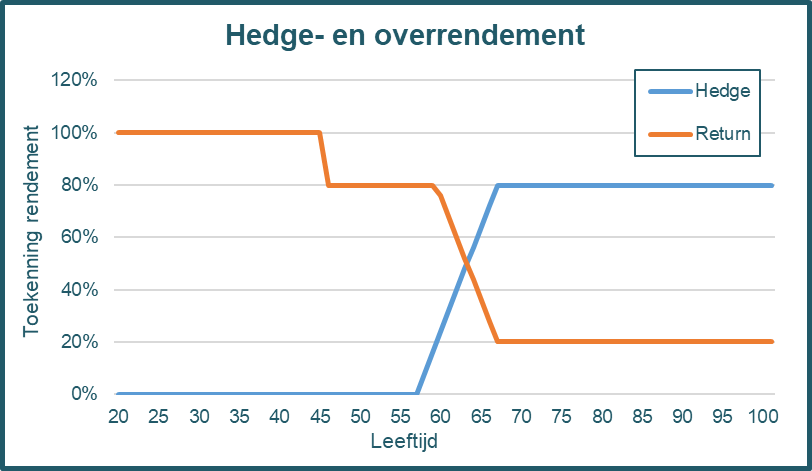 Hedge- en overrendement
120%
100%
80%
60%
40%
20%
0%
Toekenning rendement
Hedge
Return
20 25 30 35 40 45 50 55 60 65 70 75 80 85 90 95 100
Leeftijd